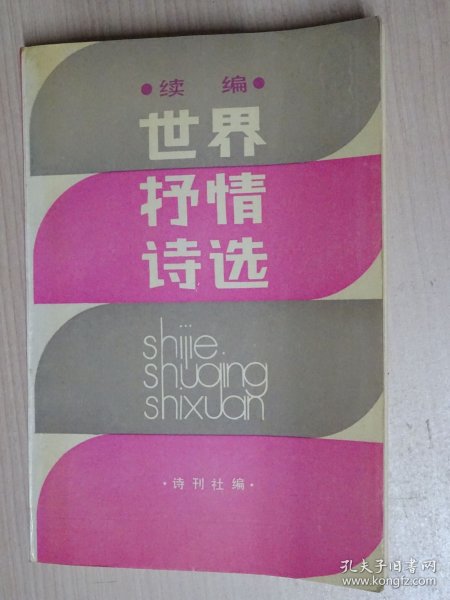 •续 编•
世界
抒情
诗选
shijie
shuqing
shixuan
·诗刊社编·
孔夫子旧书网
www.kongfz.com